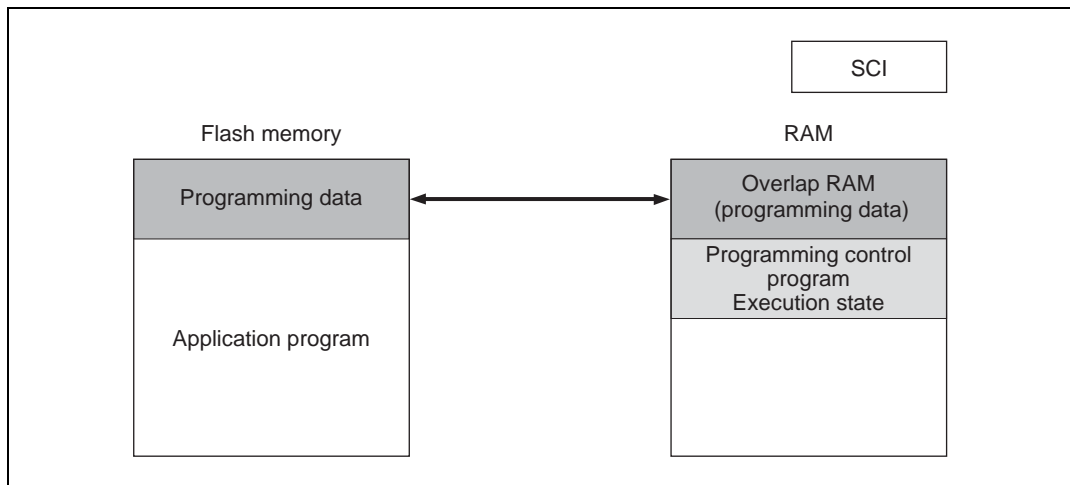 SCI
Flash memory
RAM
Programming data
Overlap RAM
(programming data)
Programming control
program
Execution state
Application program